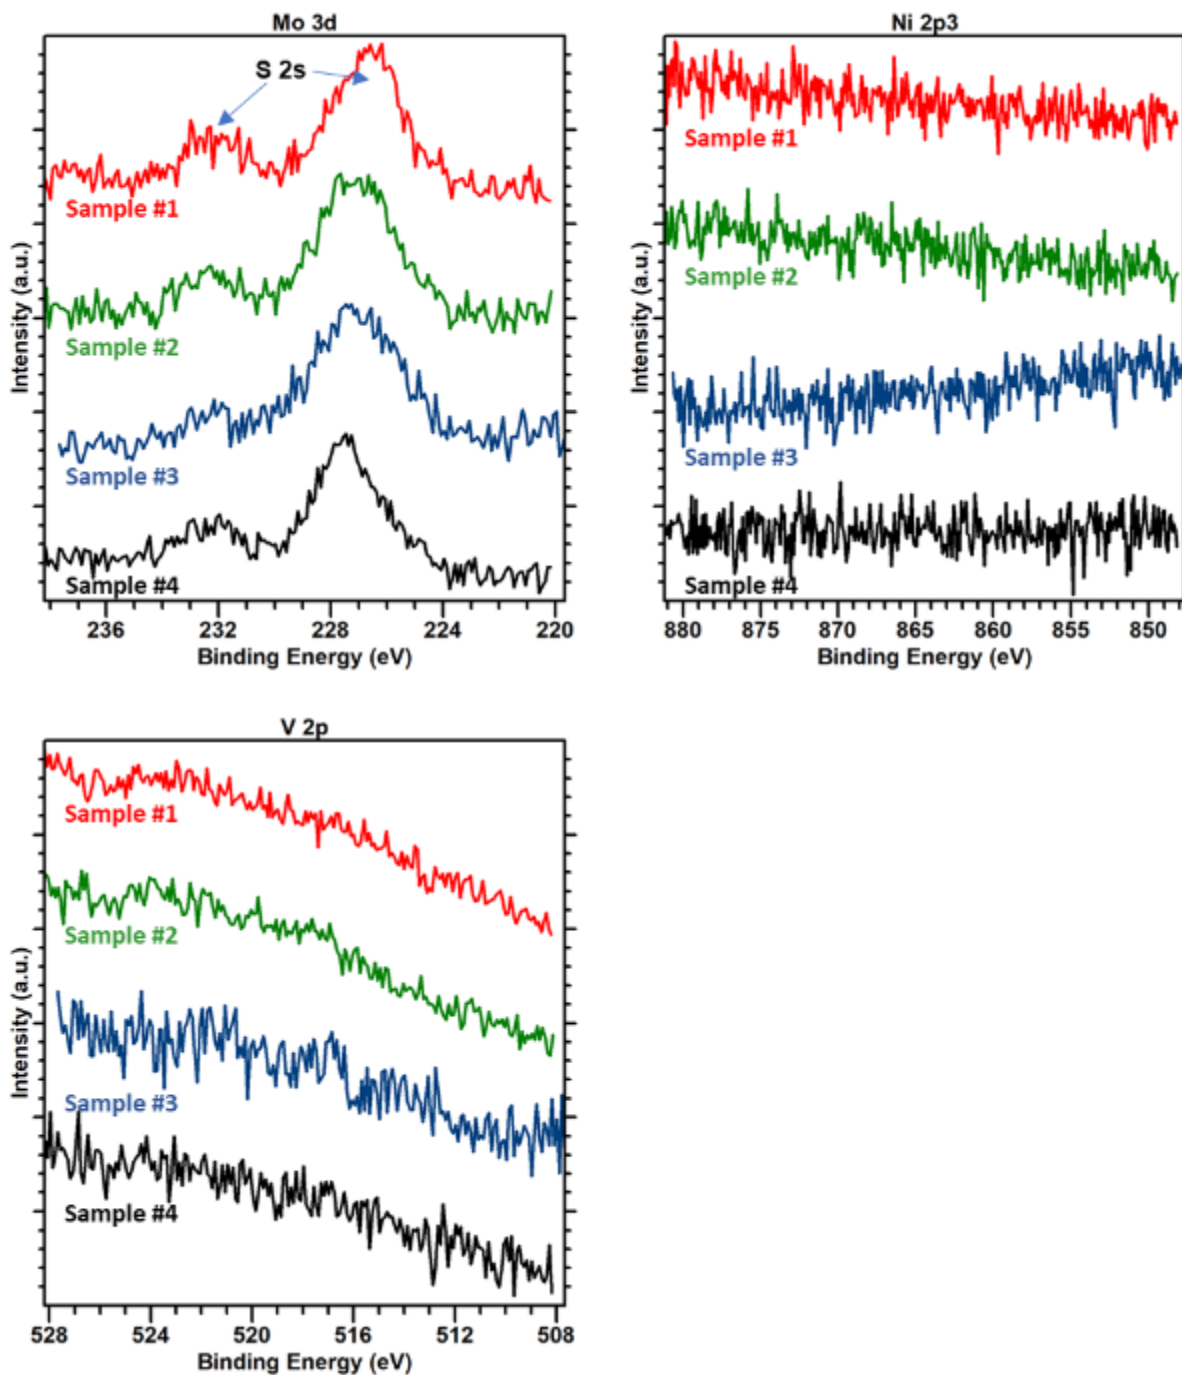 Mo 3d
S 2s
Sample #1
Sample #2
Sample #3
Sample #4
Intensity (a.u.)
236 232 228 224 220
Binding Energy (eV)
Ni 2p3
Sample #1
Sample #2
Sample #3
Sample #4
Intensity (a.u.)
880 875 870 865 860 855 850
Binding Energy (eV)
V 2p
Sample #1
Sample #2
Sample #3
Sample #4
Intensity (a.u.)
528 524 520 516 512 508
Binding Energy (eV)